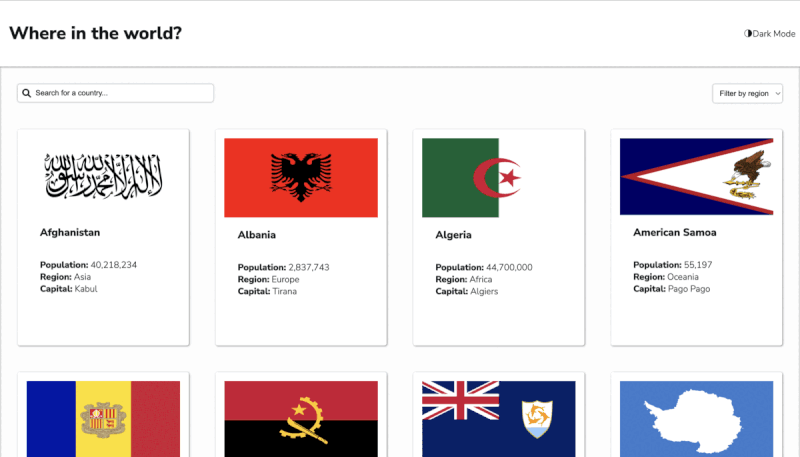 Where in the world?
Dark Mode
Search for a country...
Filter by region
لا إله إلا الله محمد رسول الله
Afghanistan
Population: 40,218,234
Region: Asia
Capital: Kabul
Albania
Population: 2,837,743
Region: Europe
Capital: Tirana
Algeria
Population: 44,700,000
Region: Africa
Capital: Algiers
American Samoa
Population: 55,197
Region: Oceania
Capital: Pago Pago